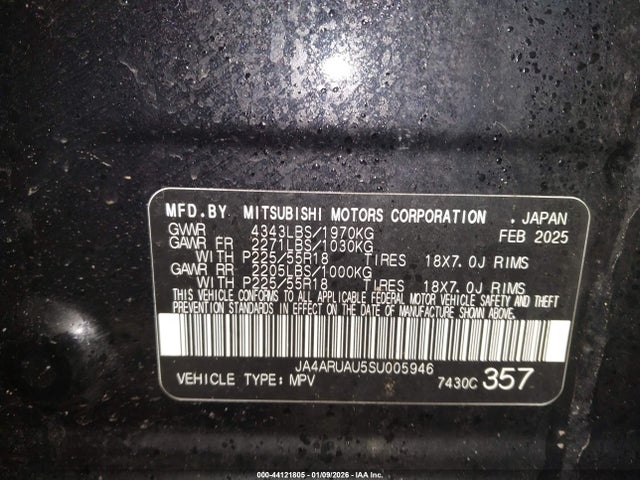 MFD.BY MITSUBISHI MOTORS CORPORATION , JAPAN
GVWR 4343LBS/1970KG FEB 2025
GAWR FR 2271LBS/1030KG
WITH P225/55R18 TIRES 18X7.0J RIMS
GAWR RR 2205LBS/1000KG
WITH P225/55R18 TIRES 18X7.0J RIMS
THIS VEHICLE CONFORMS TO ALL APPLICABLE FEDERAL MOTOR VEHICLE SAFETY AND THEFT
PREVENTION STANDARDS IN EFFECT ON THE DATE OF MANUFACTURE SHOWN ABOVE.
JA4ARUAU5SU005946
VEHICLE TYPE: MPV 7430C 357
000-44121805 - 01/09/2026 - IAA Inc.